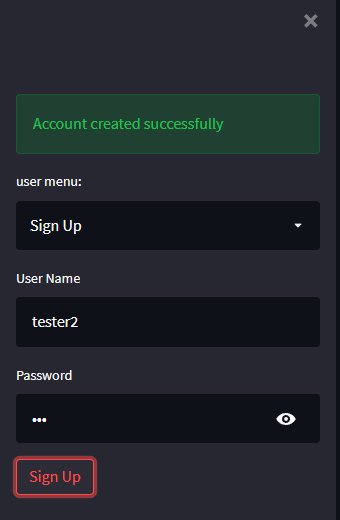 Account created successfully
user menu:
Sign Up
User Name
tester2
Password
•••
Sign Up